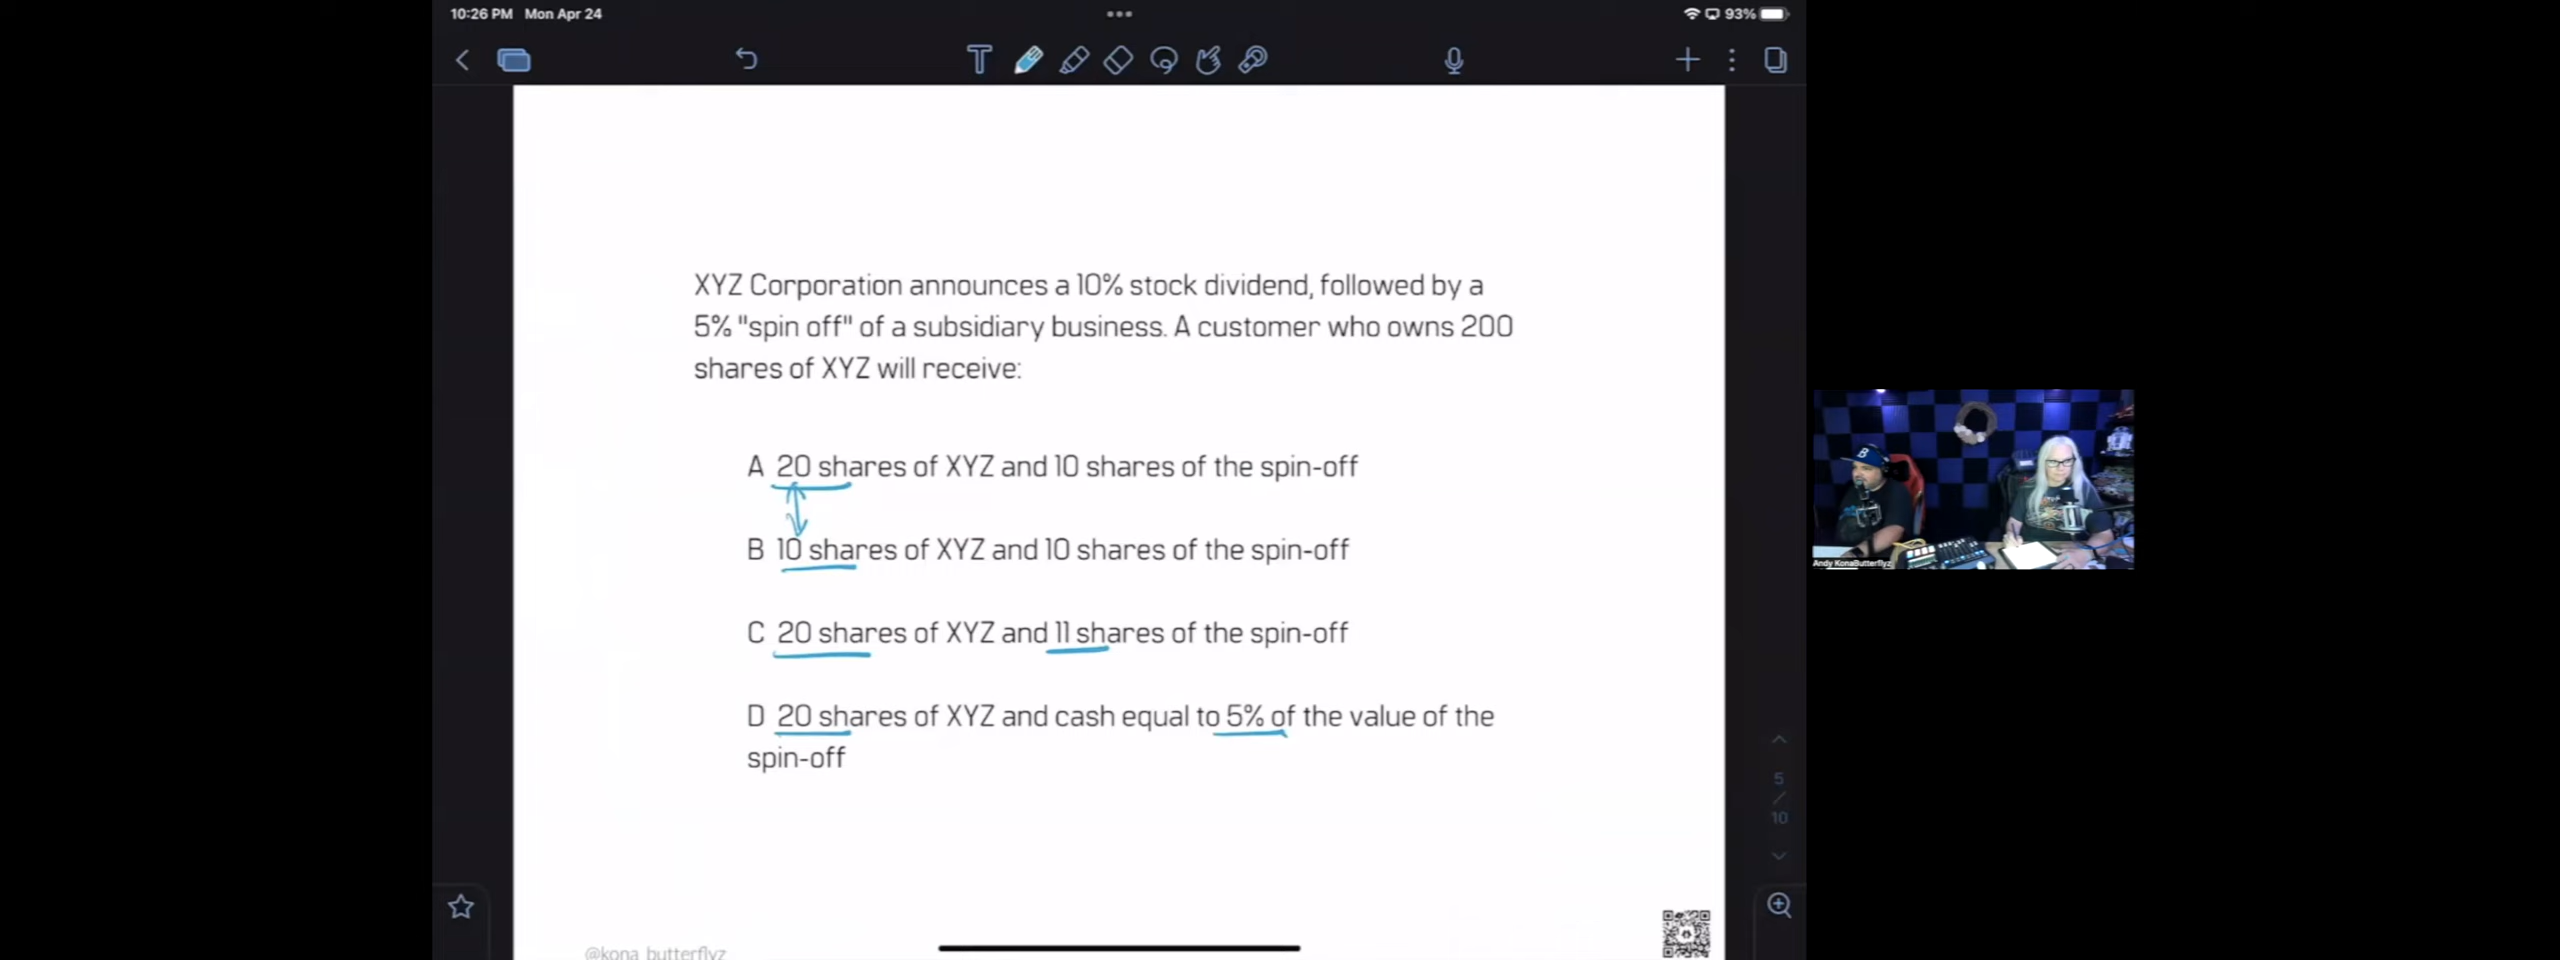 10:26 PM Mon Apr 24
93%
XYZ Corporation announces a 10% stock dividend, followed by a
5% "spin off" of a subsidiary business. A customer who owns 200
shares of XYZ will receive:
A 20 shares of XYZ and 10 shares of the spin-off
B 10 shares of XYZ and 10 shares of the spin-off
C 20 shares of XYZ and 11 shares of the spin-off
D 20 shares of XYZ and cash equal to 5% of the value of the
spin-off
5
/
10
Andy KonaButterflyz
@kona_butterflyz